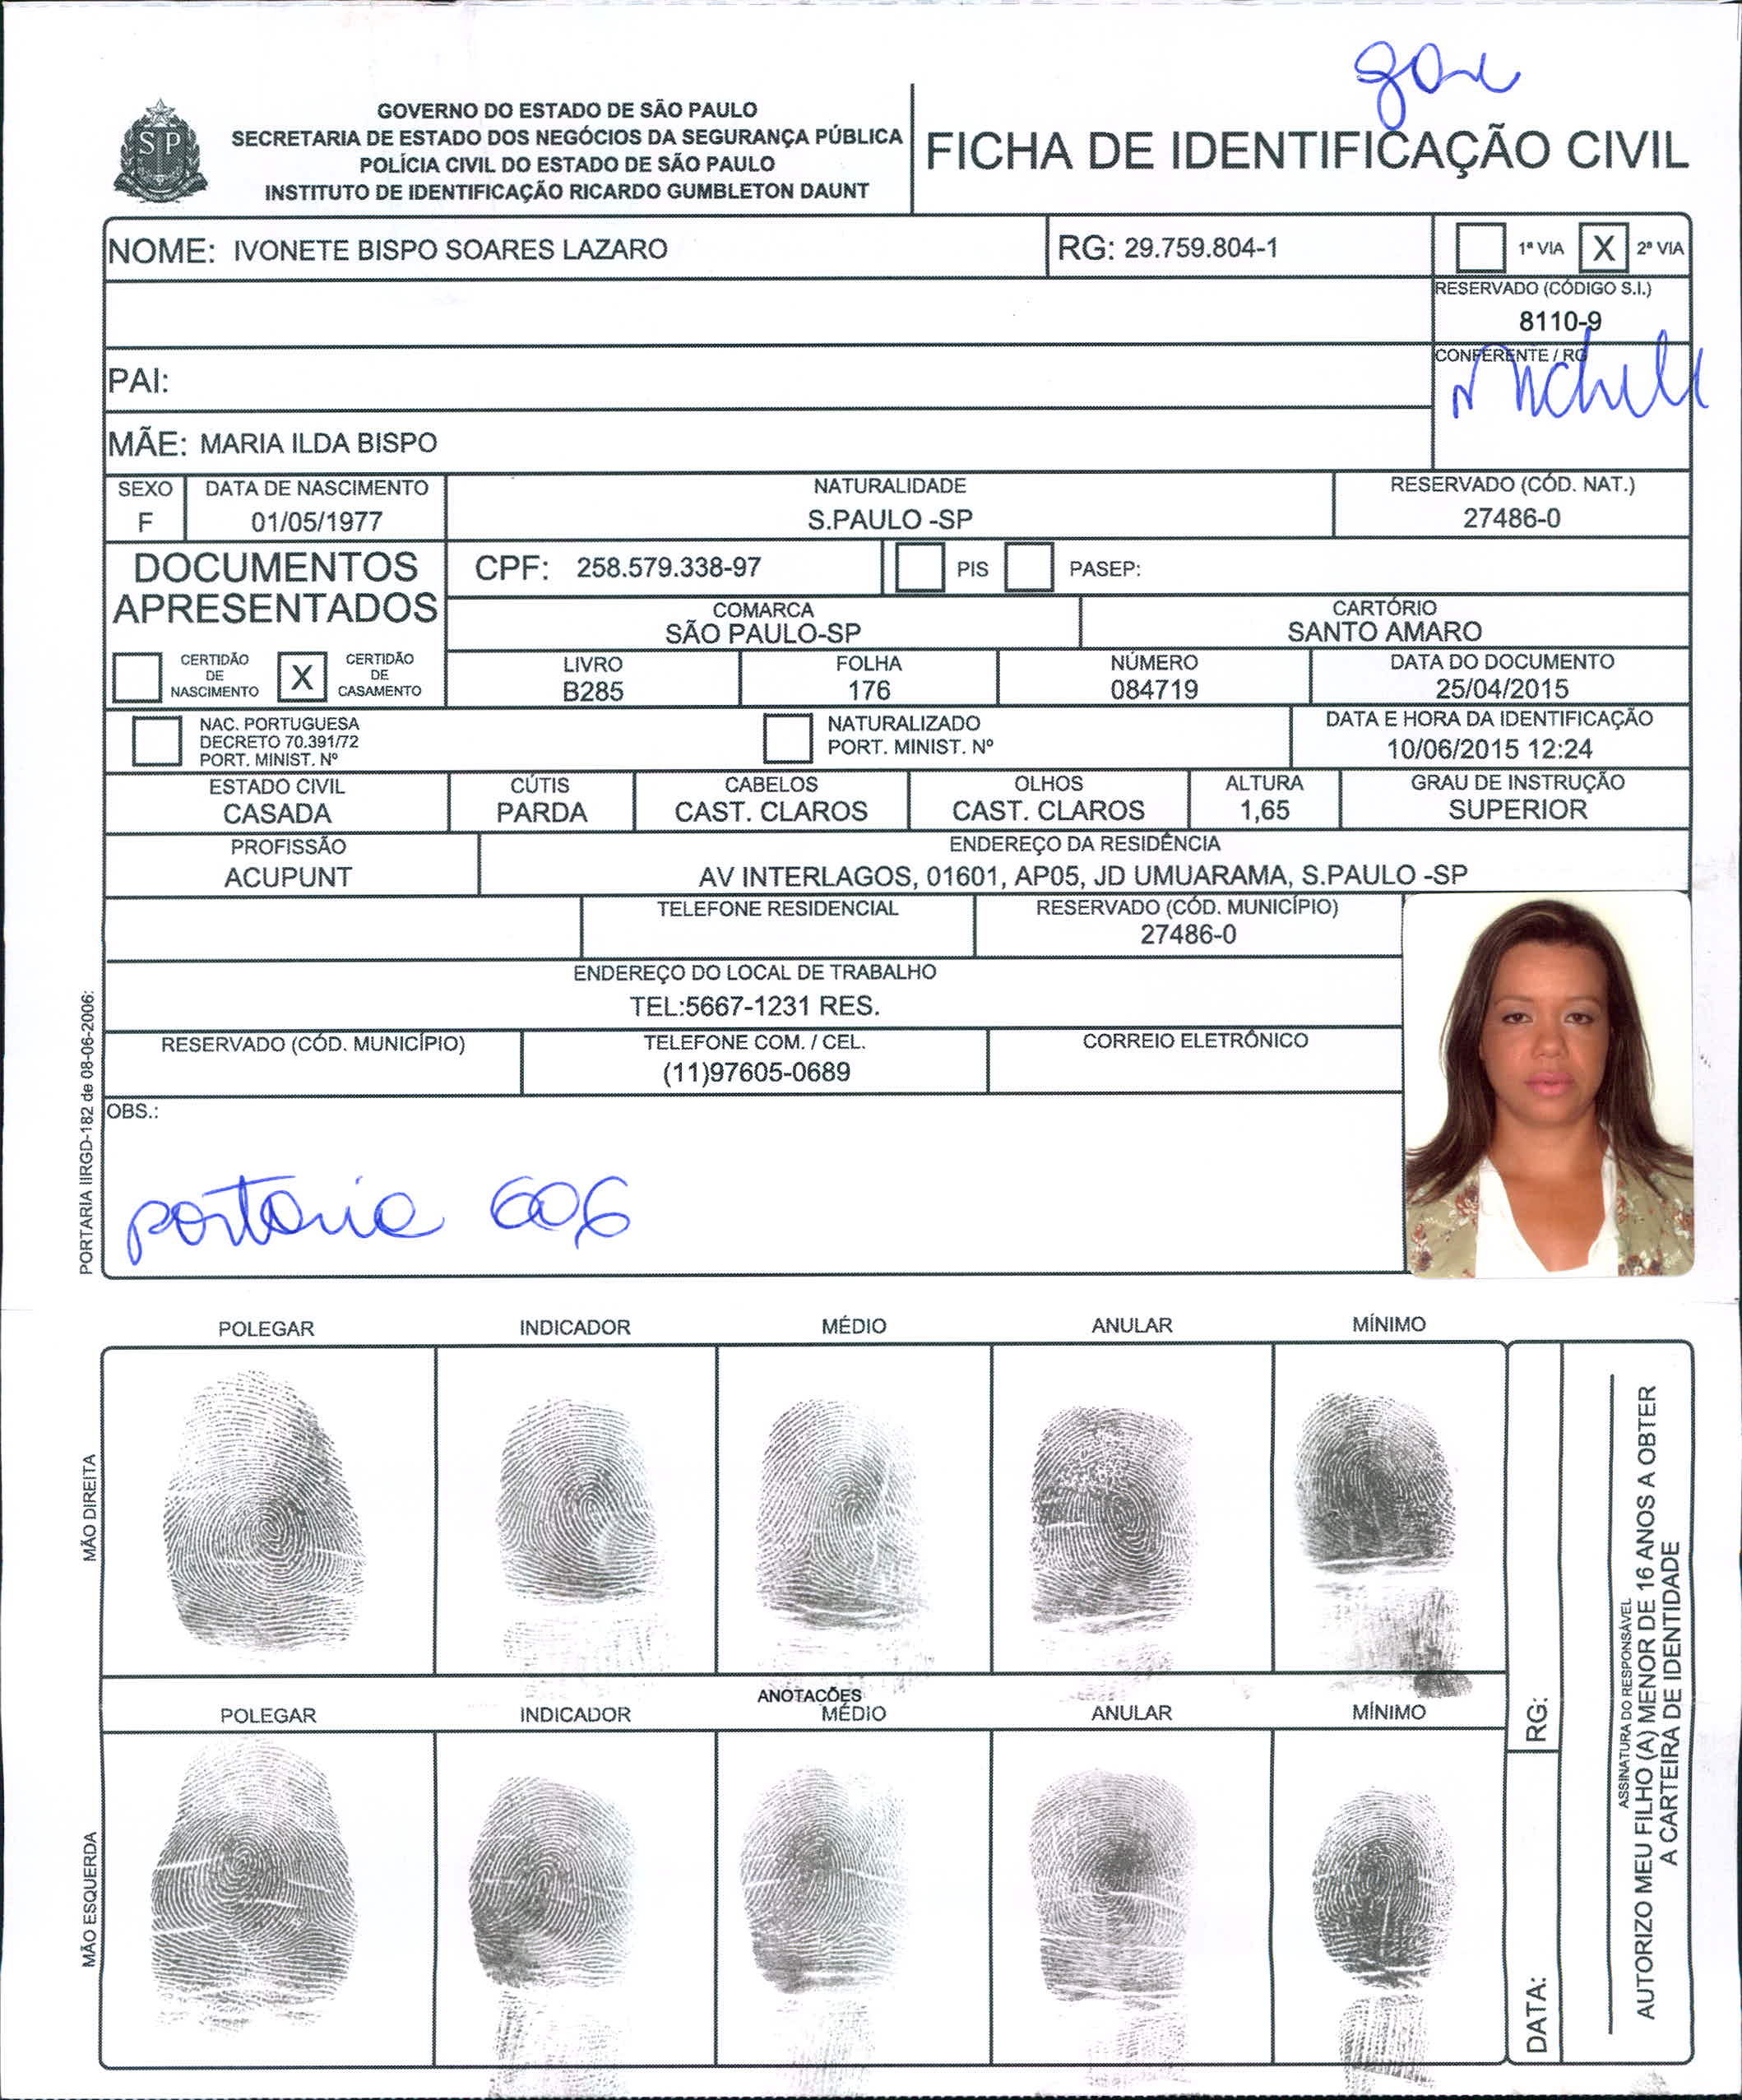 GOVERNO DO ESTADO DE SÃO PAULO
SECRETARIA DE ESTADO DOS NEGÓCIOS DA SEGURANÇA PÚBLICA
POLÍCIA CIVIL DO ESTADO DE SÃO PAULO
INSTITUTO DE IDENTIFICAÇÃO RICARDO GUMBLETON DAUNT
SP
FICHA DE IDENTIFICAÇÃO CIVIL
NOME: IVONETE BISPO SOARES LAZARO
RG: 29.759.804-1
1ª VIA X 2ª VIA
RESERVADO (CÓDIGO S.I.)
8110-9
CONFERENTE / RG
PAI:
MÃE: MARIA ILDA BISPO
SEXO DATA DE NASCIMENTO NATURALIDADE RESERVADO (CÓD. NAT.)
F 01/05/1977 S.PAULO -SP 27486-0
DOCUMENTOS
APRESENTADOS
CPF: 258.579.338-97 PIS PASEP:
COMARCA CARTÓRIO
SÃO PAULO-SP SANTO AMARO
CERTIDÃO
DE
NASCIMENTO
X CERTIDÃO
DE
CASAMENTO
LIVRO FOLHA NÚMERO DATA DO DOCUMENTO
B285 176 084719 25/04/2015
NAC. PORTUGUESA
DECRETO 70.391/72
PORT. MINIST. Nº
NATURALIZADO
PORT. MINIST. Nº
DATA E HORA DA IDENTIFICAÇÃO
10/06/2015 12:24
ESTADO CIVIL CÚTIS CABELOS OLHOS ALTURA GRAU DE INSTRUÇÃO
CASADA PARDA CAST. CLAROS CAST. CLAROS 1,65 SUPERIOR
PROFISSÃO ENDEREÇO DA RESIDÊNCIA
ACUPUNT AV INTERLAGOS, 01601, AP05, JD UMUARAMA, S.PAULO -SP
TELEFONE RESIDENCIAL RESERVADO (CÓD. MUNICÍPIO)
27486-0
ENDEREÇO DO LOCAL DE TRABALHO
TEL:5667-1231 RES.
RESERVADO (CÓD. MUNICÍPIO) TELEFONE COM. / CEL. CORREIO ELETRÔNICO
(11)97605-0689
OBS.:
portaria 606
PORTARIA IIRGD-182 de 08-06-2006:
POLEGAR INDICADOR MÉDIO ANULAR MÍNIMO
MÃO DIREITA
ANOTAÇÕES
POLEGAR INDICADOR MÉDIO ANULAR MÍNIMO
MÃO ESQUERDA
RG:
DATA:
ASSINATURA DO RESPONSÁVEL
AUTORIZO MEU FILHO (A) MENOR DE 16 ANOS A OBTER
A CARTEIRA DE IDENTIDADE